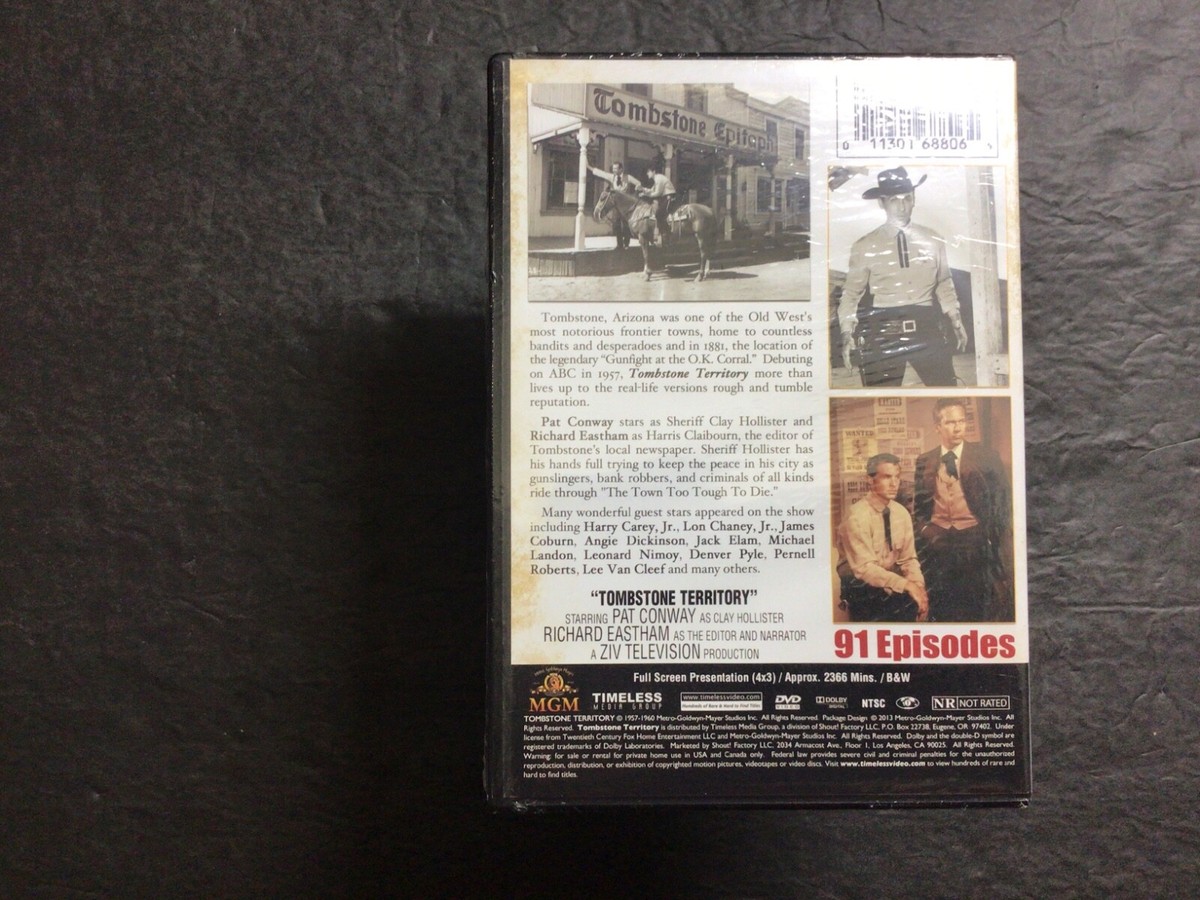 Tombstone Epitaph
0 11301 68806
Tombstone, Arizona was one of the Old West's
most notorious frontier towns, home to countless
bandits and desperadoes and in 1881, the location of
the legendary "Gunfight at the O.K. Corral." Debuting
on ABC in 1957, Tombstone Territory more than
lives up to the real-life versions rough and tumble
reputation.
Pat Conway stars as Sheriff Clay Hollister and
Richard Eastham as Harris Claibourn, the editor of
Tombstone's local newspaper. Sheriff Hollister has
his hands full trying to keep the peace in his city as
gunslingers, bank robbers, and criminals of all kinds
ride through "The Town Too Tough To Die."
Many wonderful guest stars appeared on the show
including Harry Carey, Jr., Lon Chaney, Jr., James
Coburn, Angie Dickinson, Jack Elam, Michael
Landon, Leonard Nimoy, Denver Pyle, Pernell
Roberts, Lee Van Cleef and many others.
WANTED
"TOMBSTONE TERRITORY"
STARRING PAT CONWAY AS CLAY HOLLISTER
RICHARD EASTHAM AS THE EDITOR AND NARRATOR
A ZIV TELEVISION PRODUCTION
91 Episodes
Full Screen Presentation (4x3) / Approx. 2366 Mins. / B&W
MGM
TIMELESS
MEDIA GROUP
www.timelessvideo.com
Hundreds of Rare & Hard to Find Titles
DVD
VIDEO
DOLBY
DIGITAL
NTSC
NR NOT RATED
TOMBSTONE TERRITORY © 1957-1960 Metro-Goldwyn-Mayer Studios Inc. All Rights Reserved. Package Design © 2013 Metro-Goldwyn-Mayer Studios Inc. All
Rights Reserved. Tombstone Territory is distributed by Timeless Media Group, a division of Shout! Factory LLC, P.O. Box 22738, Eugene, OR 97402. Under
license from Twentieth Century Fox Home Entertainment LLC and Metro-Goldwyn-Mayer Studios Inc. All Rights Reserved. Dolby and the double-D symbol are
registered trademarks of Dolby Laboratories. Marketed by Shout! Factory LLC, 2034 Armacost Ave., Floor 1, Los Angeles, CA 90025. All Rights Reserved.
Warning: for sale or rental for private home use in USA and Canada only. Federal law provides severe civil and criminal penalties for the unauthorized
reproduction, distribution, or exhibition of copyrighted motion pictures, videotapes or video discs. Visit www.timelessvideo.com to view hundreds of rare and
hard to find titles.